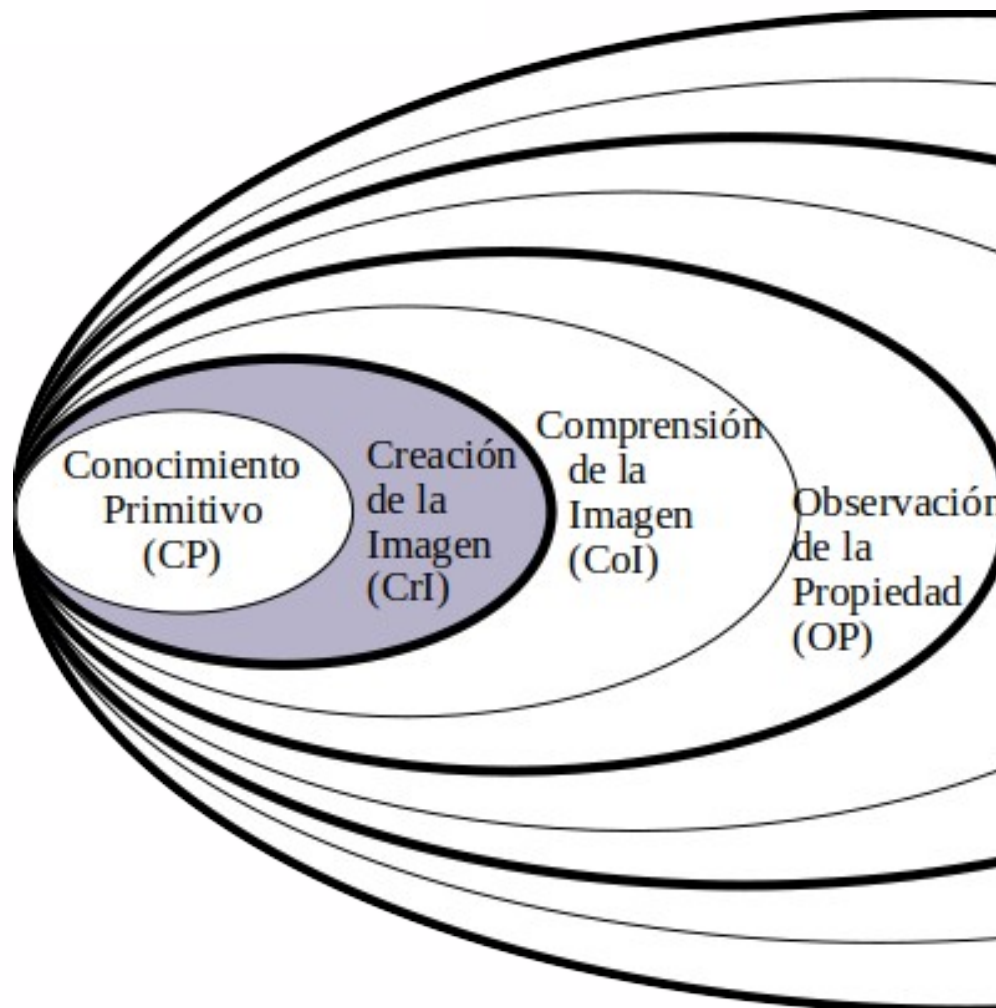 Conocimiento
Primitivo
(CP)
Creación
de la
Imagen
(CrI)
Comprensión
de la
Imagen
(CoI)
Observación
de la
Propiedad
(OP)